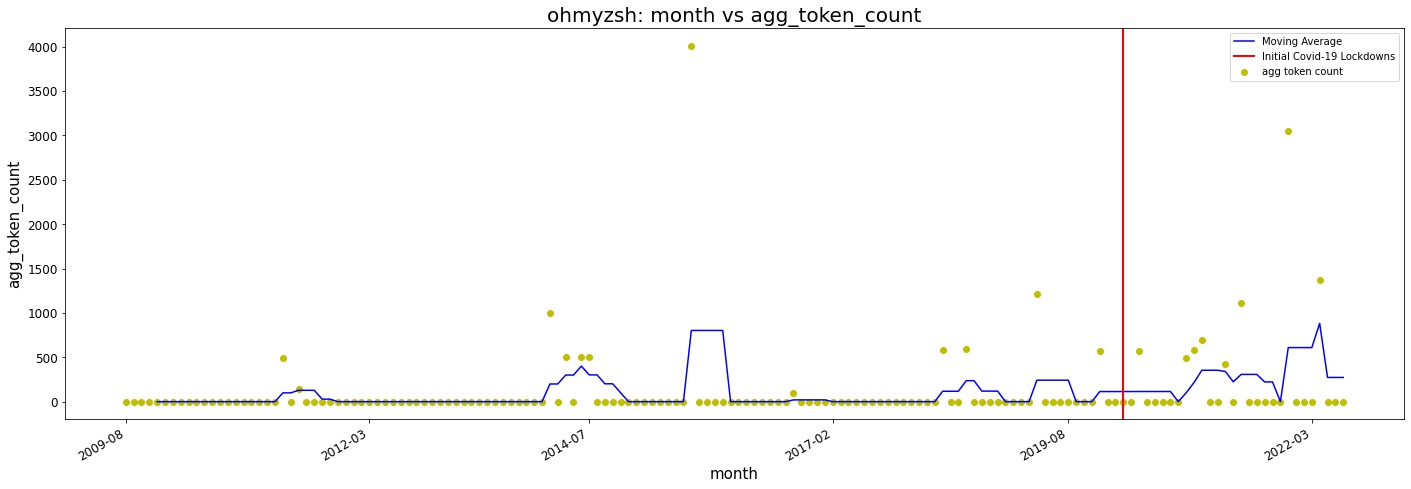 ohmyzsh: month vs agg_token_count
Moving Average
Initial Covid-19 Lockdowns
agg token count
agg_token_count
4000
3500
3000
2500
2000
1500
1000
500
0
2009-08
2012-03
2014-07
2017-02
2019-08
2022-03
month